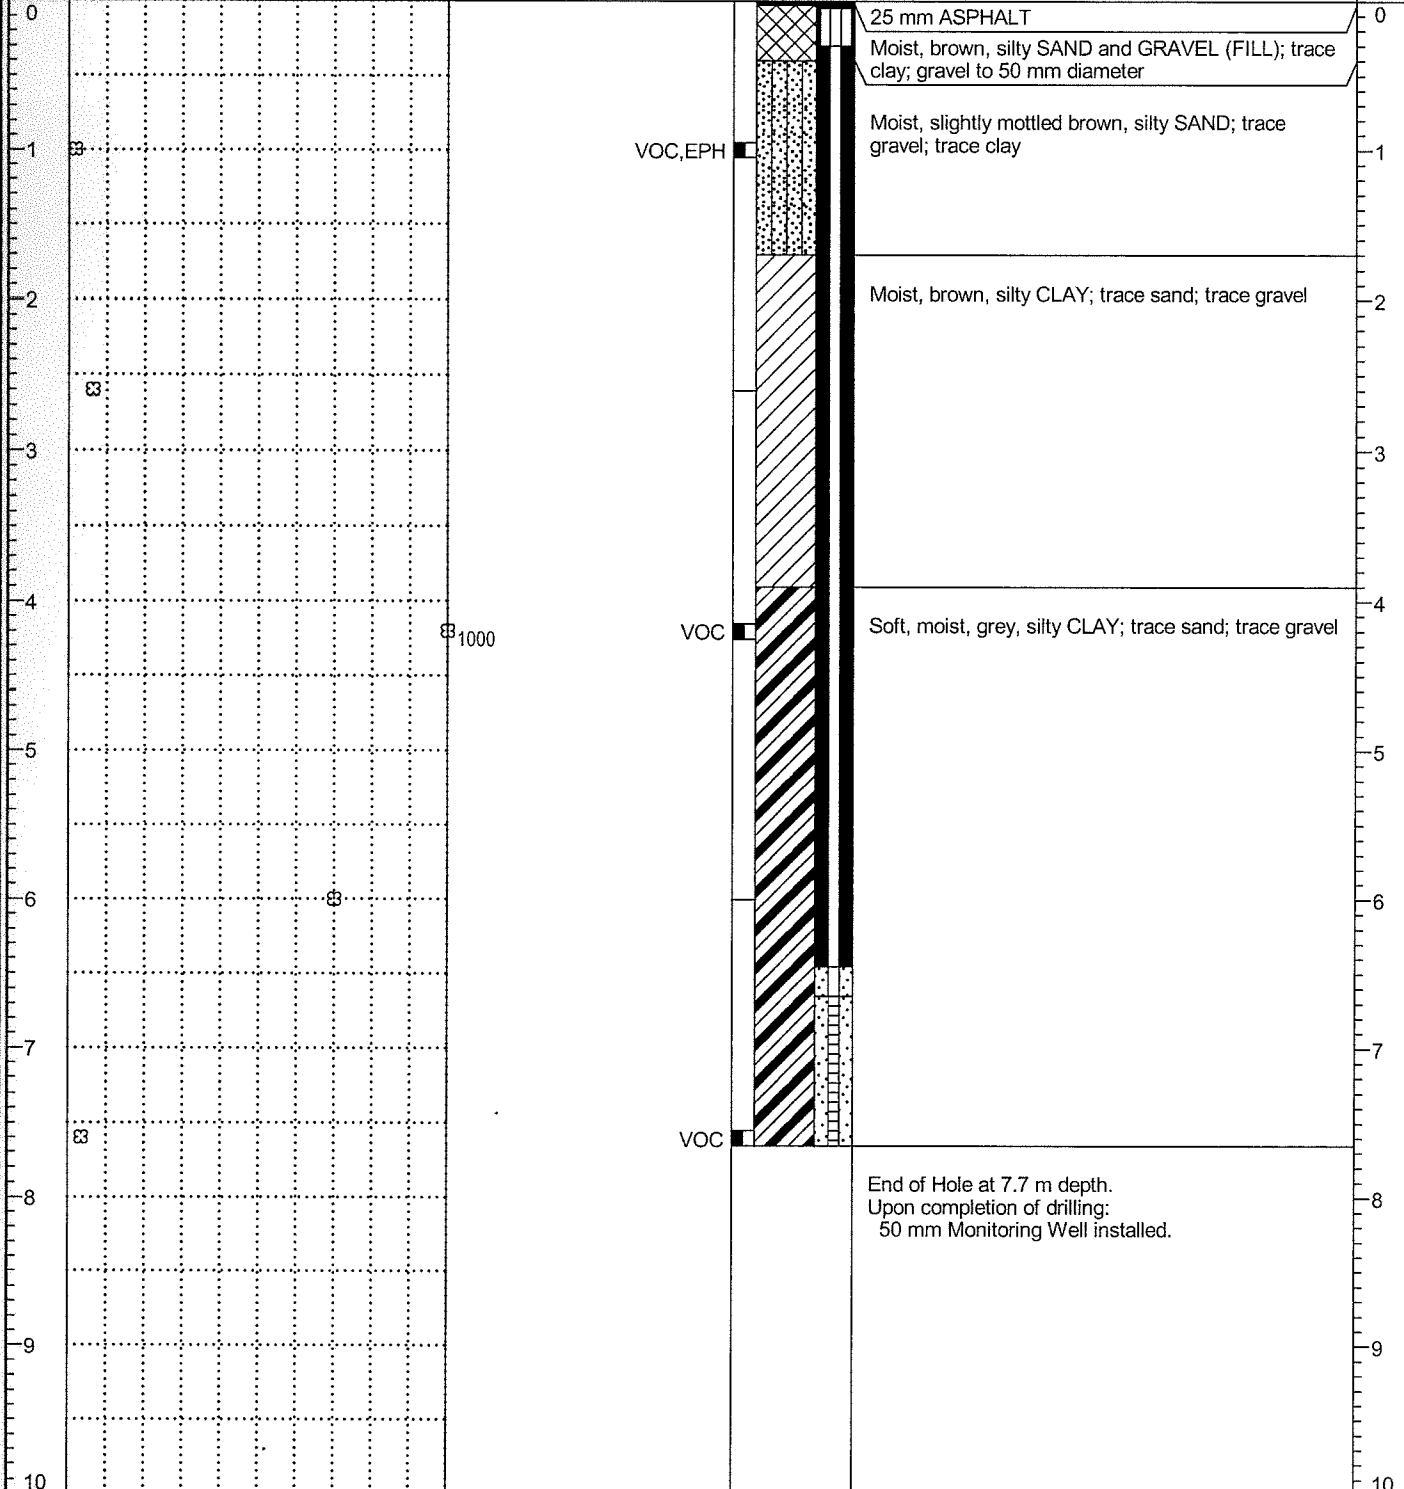 0
25 mm ASPHALT
0
Moist, brown, silty SAND and GRAVEL (FILL); trace
clay; gravel to 50 mm diameter
Moist, slightly mottled brown, silty SAND; trace
gravel; trace clay
1
VOC,EPH
1
2
Moist, brown, silty CLAY; trace sand; trace gravel
2
3
3
4
4
1000
VOC
Soft, moist, grey, silty CLAY; trace sand; trace gravel
5
5
6
6
7
7
VOC
8
End of Hole at 7.7 m depth.
8
Upon completion of drilling:
50 mm Monitoring Well installed.
9
9
10
10